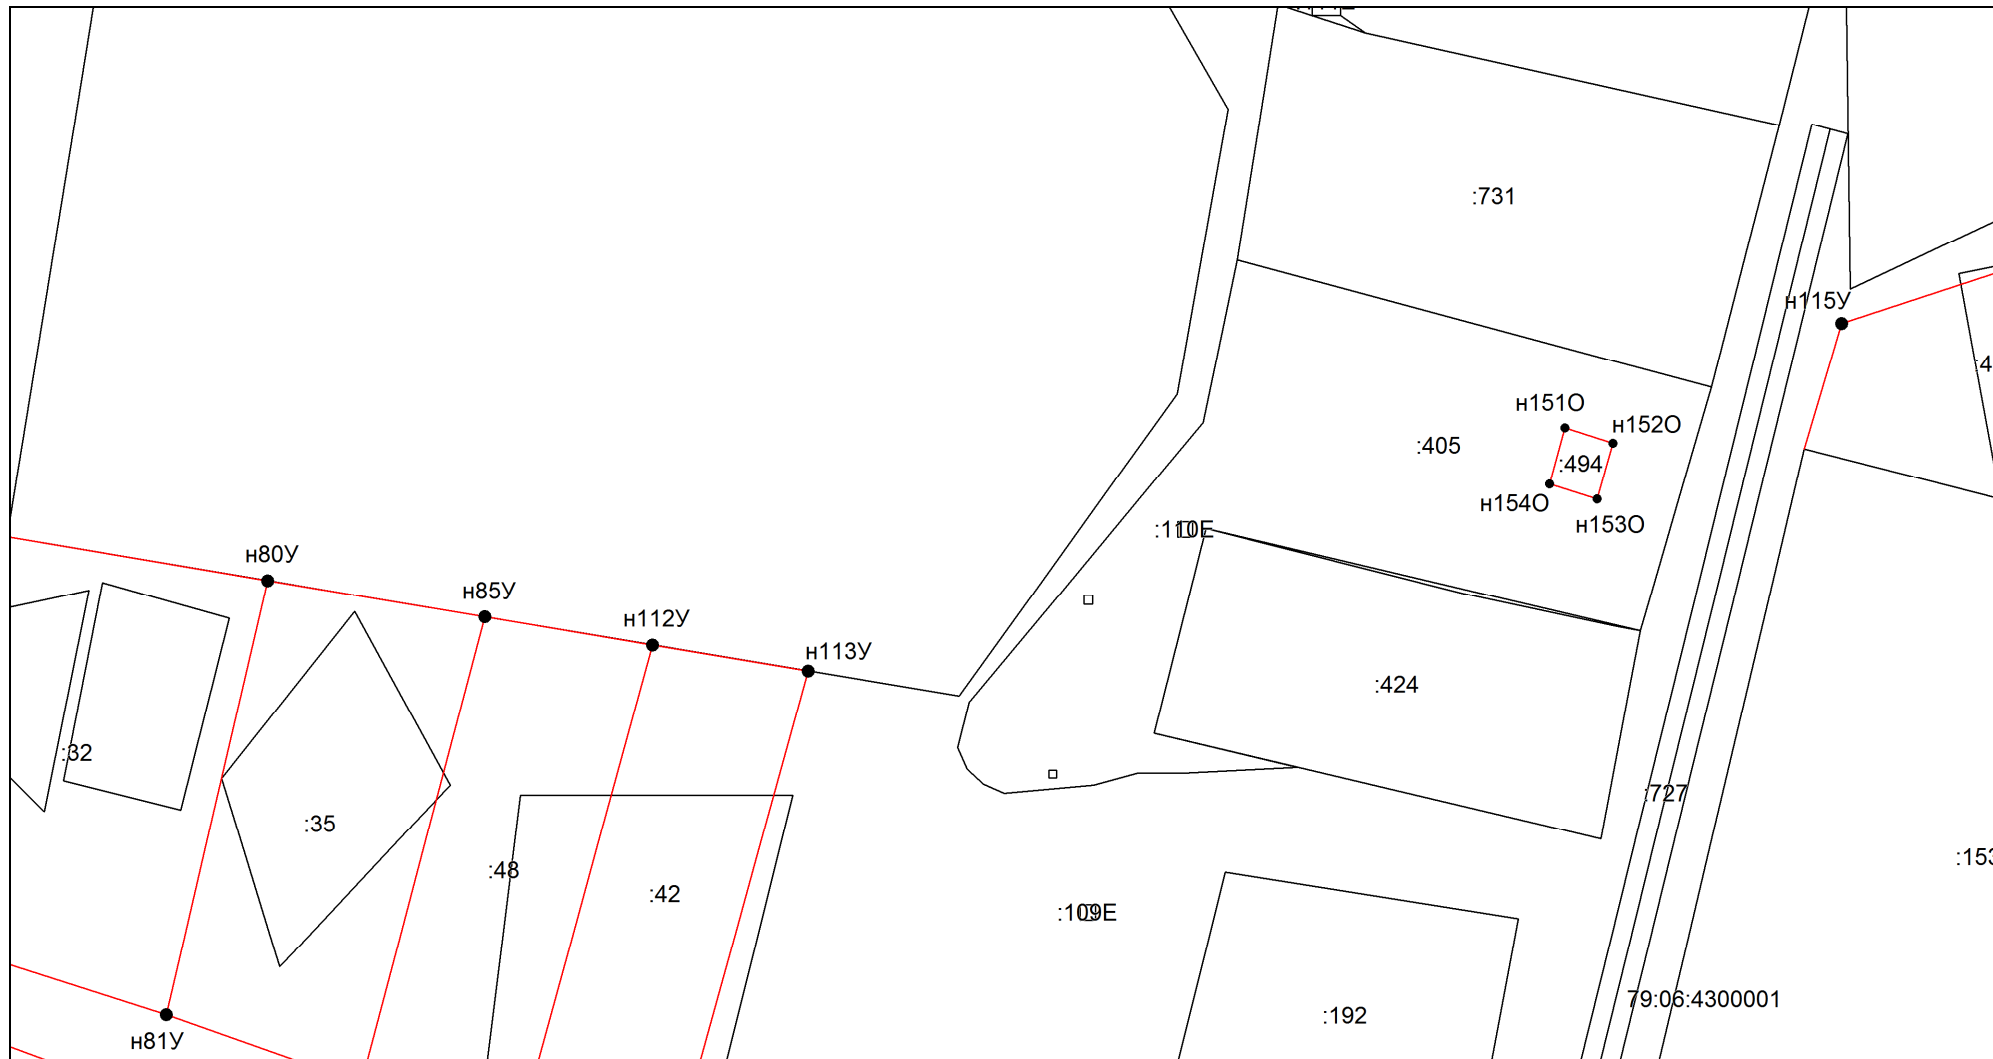 :731
н115У
н151О
н152О
:405
:494
н154О
н153О
:110Е
н80У
н85У
н112У
н113У
:424
:32
:727
:35
:153
:48
:42
:109Е
79:06:4300001
:192
н81У